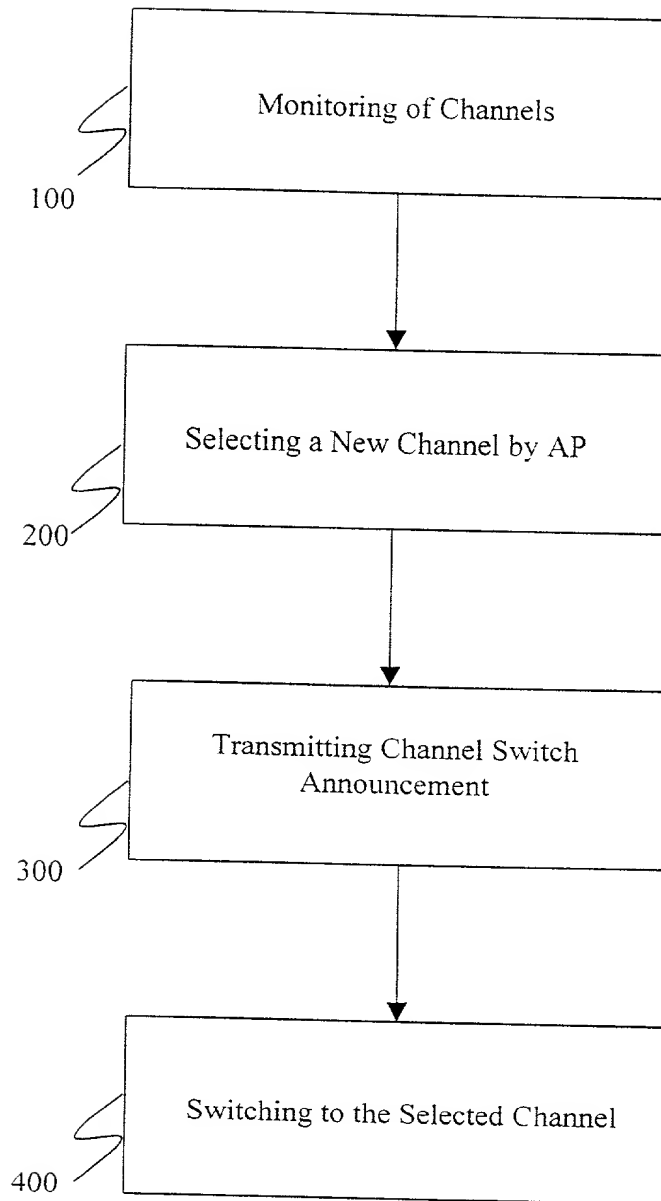 Monitoring of Channels
100
Selecting a New Channel by AP
200
Transmitting Channel Switch
Announcement
300
Switching to the Selected Channel
400